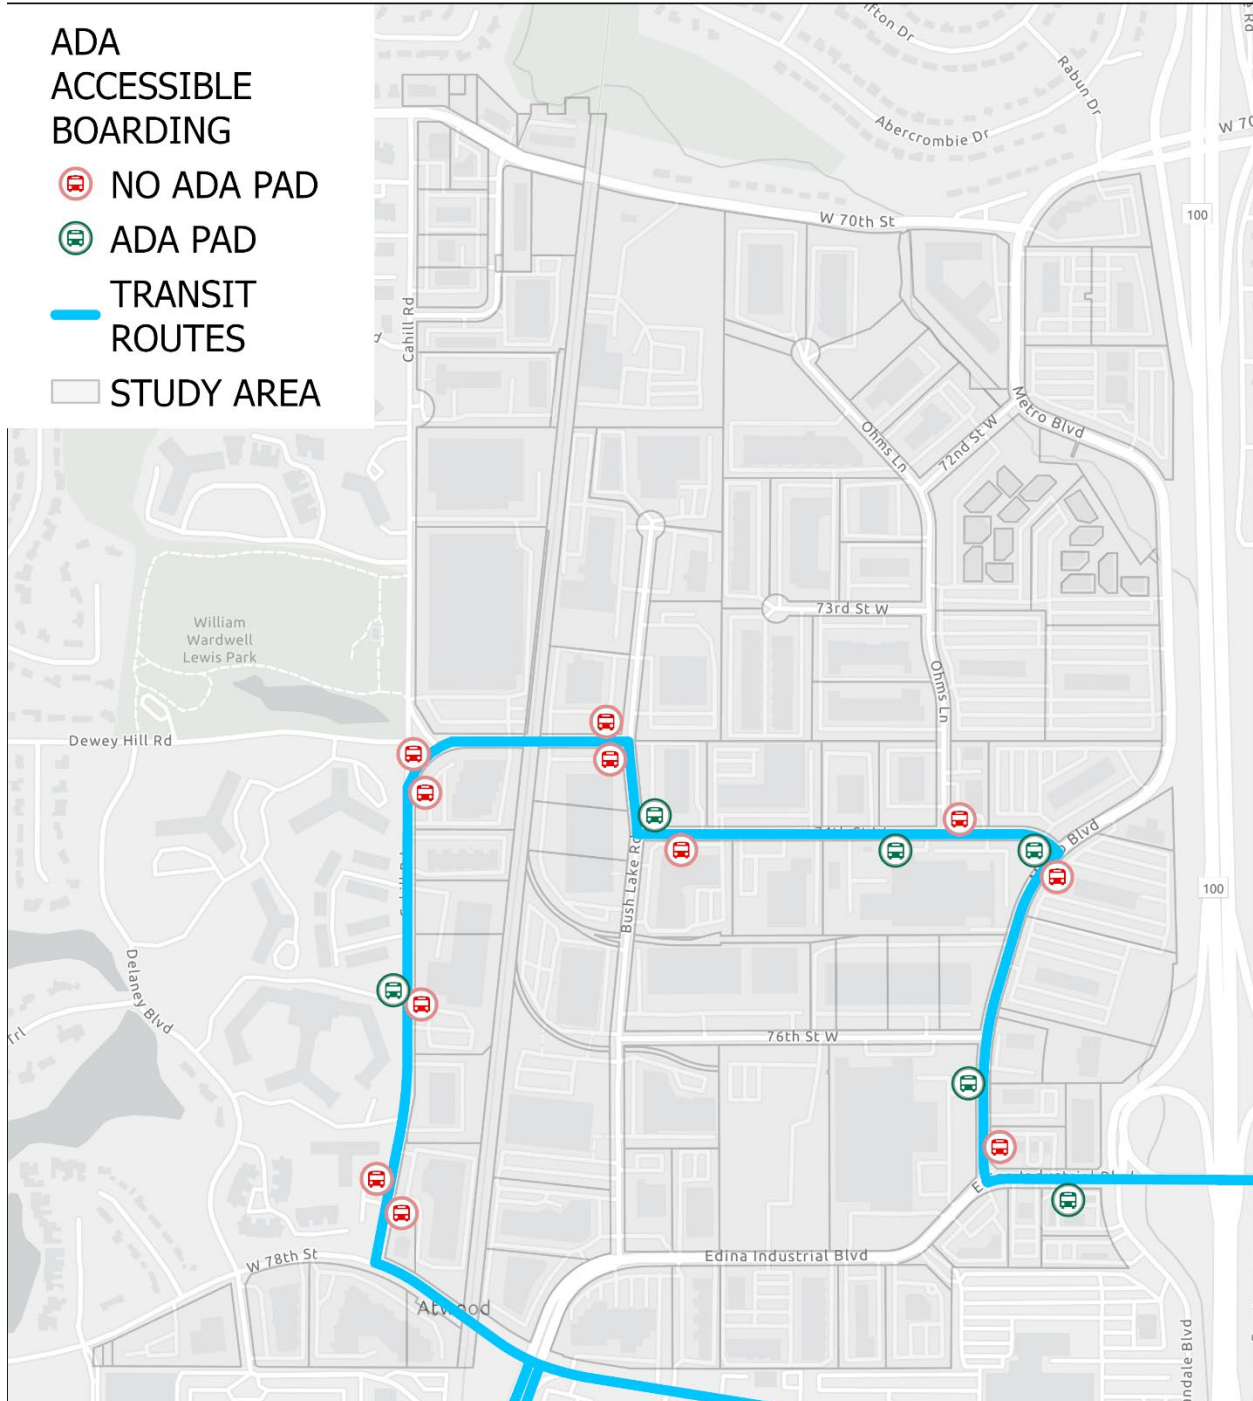 ADA
ACCESSIBLE
BOARDING
NO ADA PAD
ADA PAD
TRANSIT
ROUTES
STUDY AREA
Rabun Dr
Abercrombie Dr
W 70th St
100
Cahill Rd
Metro Blvd
Ohms Ln
72nd St W
73rd St W
William
Wardwell
Lewis Park
Ohms Ln
Dewey Hill Rd
Blvd
Bush Lake Rd
100
Delaney Blvd
76th St W
Edina Industrial Blvd
W 78th St
Atwood